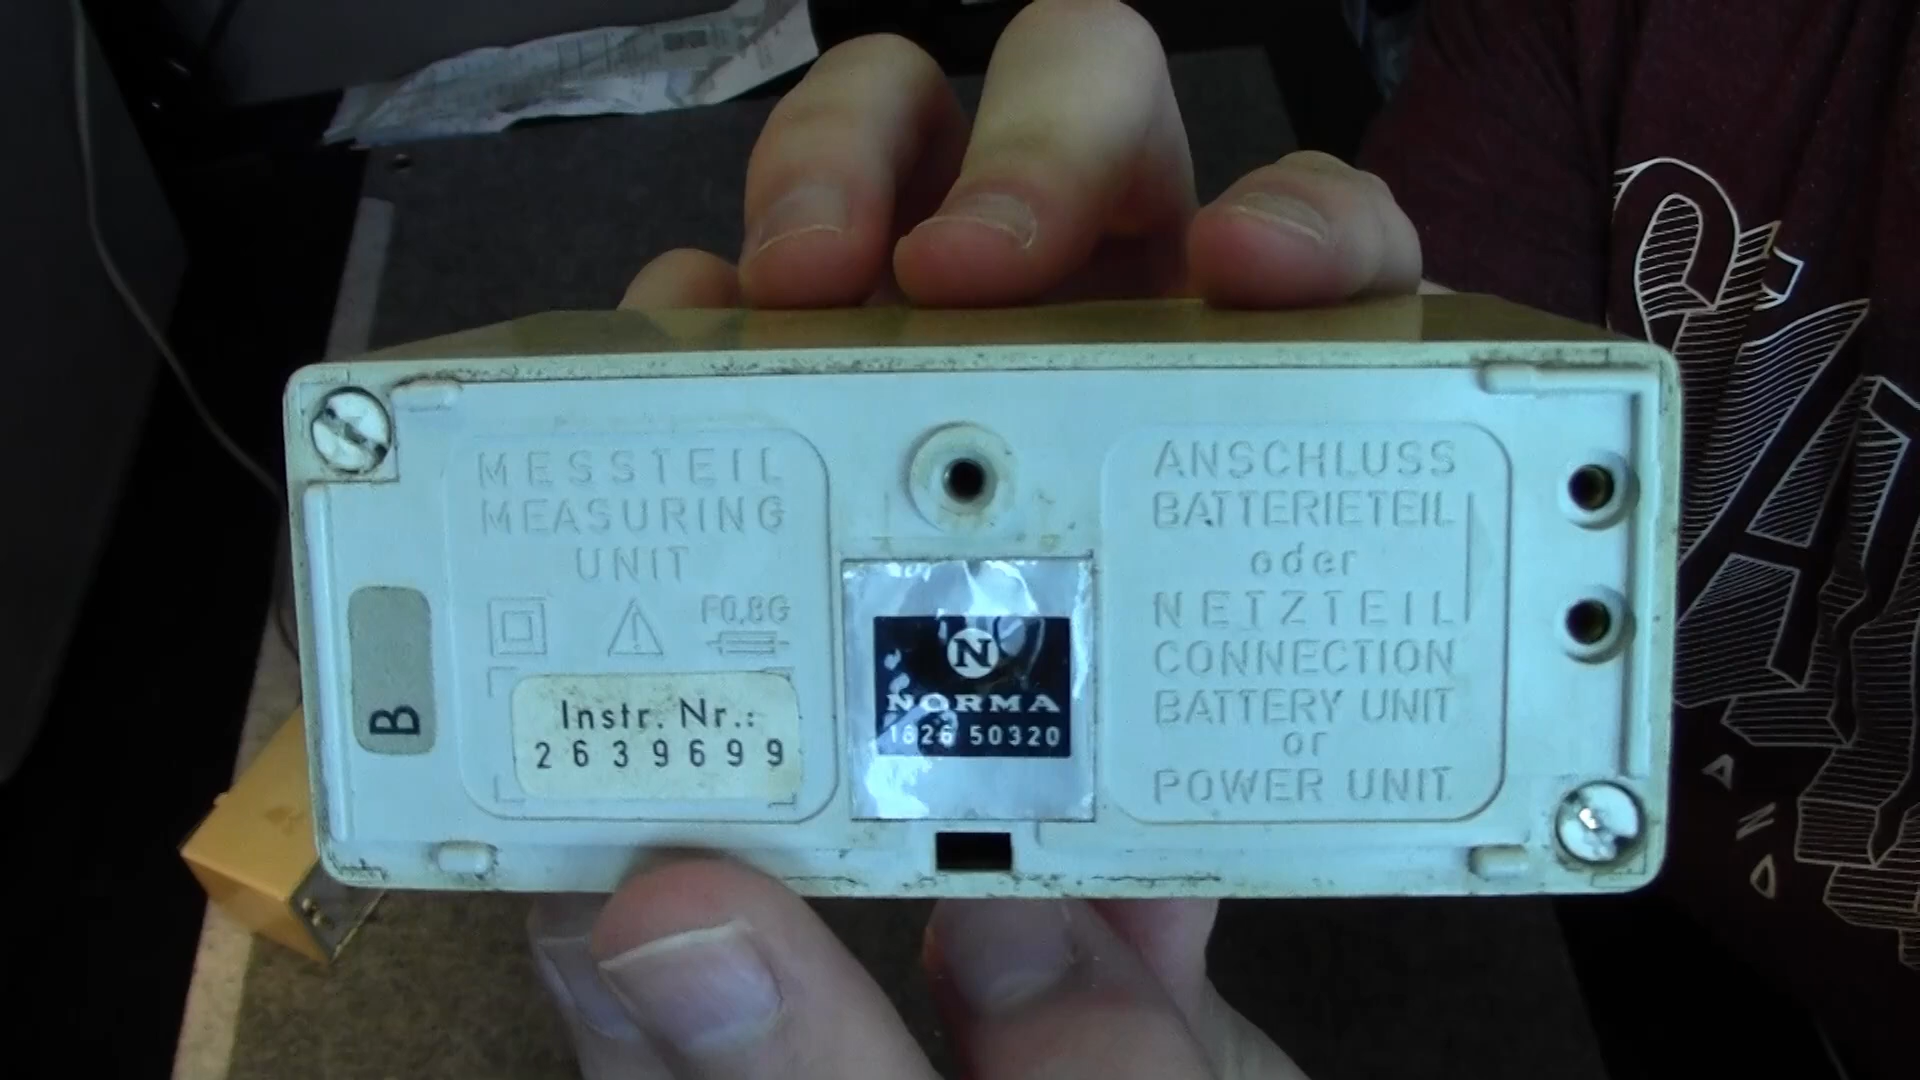 MESSTEIL
MEASURING
UNIT
F0,8G
Instr. Nr.:
2639699
B
N
NORMA
1826 50320
ANSCHLUSS
BATTERIETEIL
oder
NETZTEIL
CONNECTION
BATTERY UNIT
or
POWER UNIT